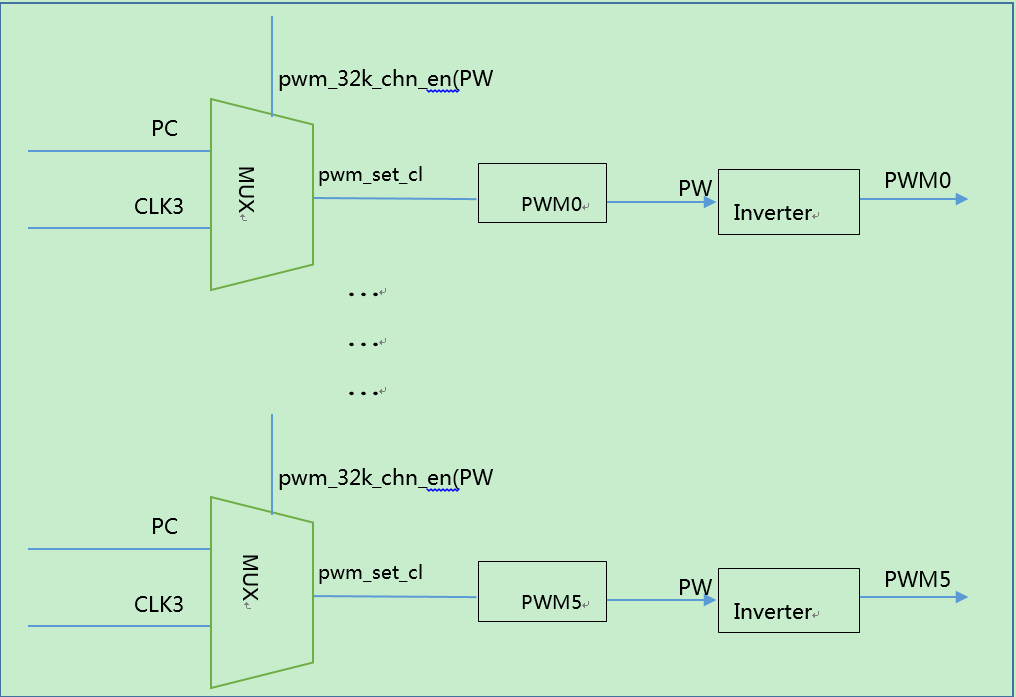 pwm_32k_chn_en(PW
PC
CLK3
MUX
pwm_set_cl
PWM0
PW
Inverter
PWM0
...
...
...
pwm_32k_chn_en(PW
PC
CLK3
MUX
pwm_set_cl
PWM5
PW
Inverter
PWM5